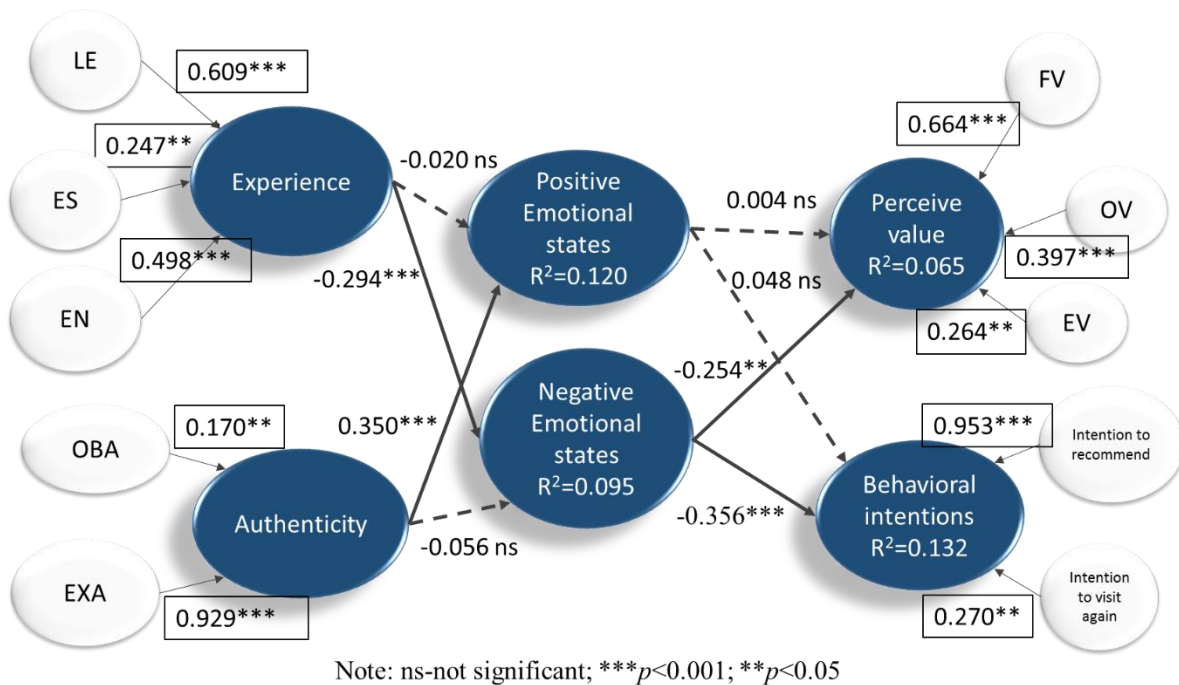 LE
0.609***
0.247**
ES
0.498***
EN
Experience
-0.020 ns
-0.294***
OBA
0.170**
EXA
0.929***
Authenticity
0.350***
-0.056 ns
Positive
Emotional
states
R²=0.120
Negative
Emotional
states
R²=0.095
0.004 ns
0.048 ns
-0.254**
-0.356***
FV
0.664***
Perceive
value
R²=0.065
OV
0.397***
EV
0.264**
Behavioral
intentions
R²=0.132
0.953***
Intention to
recommend
Intention
to visit
again
0.270**
Note: ns-not significant; ***p<0.001; **p<0.05